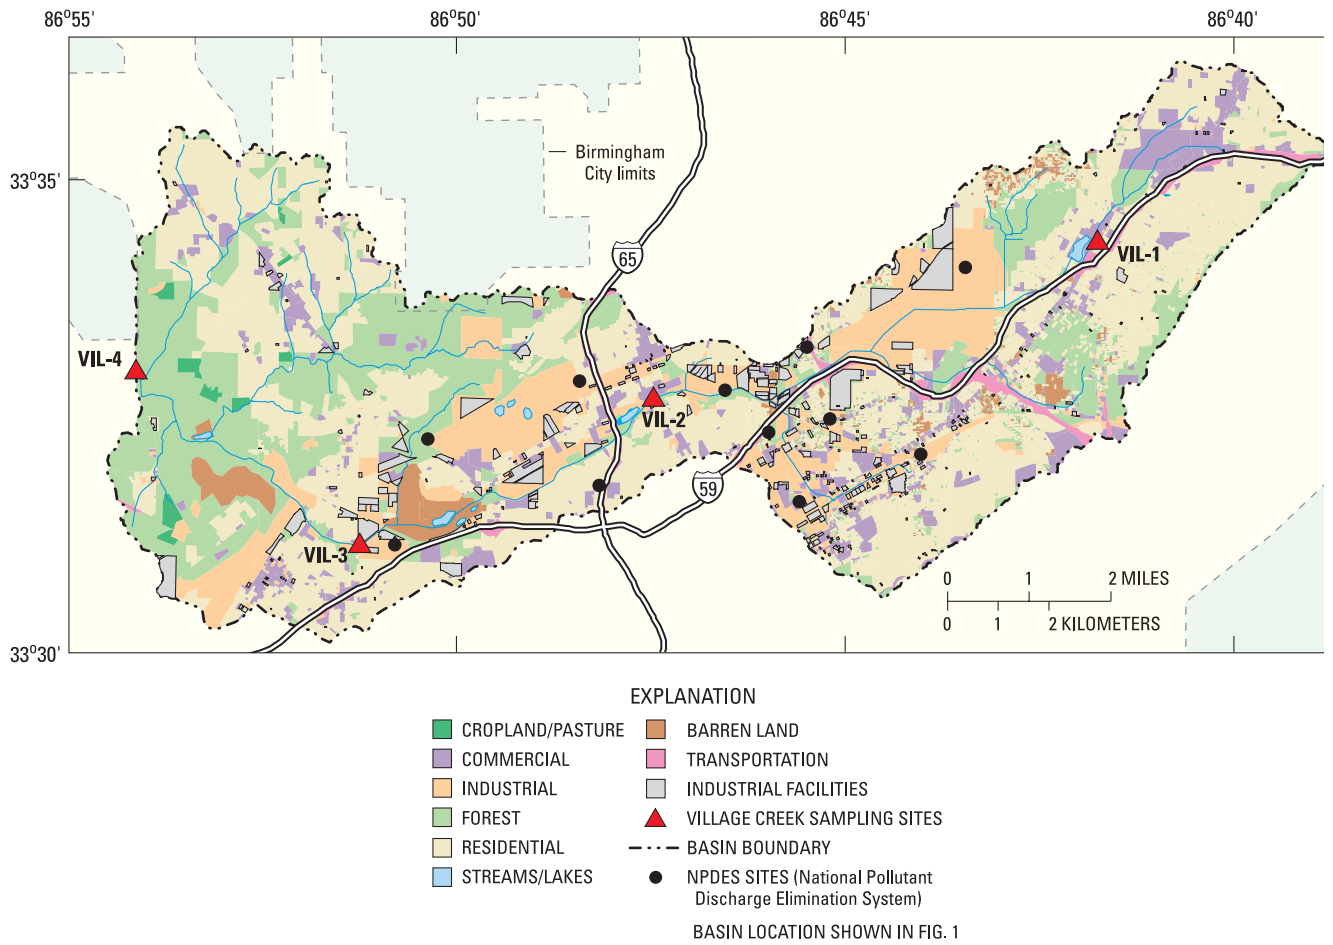 86°55'
86°50'
86°45'
86°40'
33°35'
Birmingham
City limits
65
VIL-1
VIL-4
VIL-2
59
VIL-3
0 1 2 MILES
0 1 2 KILOMETERS
33°30'
EXPLANATION
CROPLAND/PASTURE
COMMERCIAL
INDUSTRIAL
FOREST
RESIDENTIAL
STREAMS/LAKES
BARREN LAND
TRANSPORTATION
INDUSTRIAL FACILITIES
VILLAGE CREEK SAMPLING SITES
BASIN BOUNDARY
NPDES SITES (National Pollutant
Discharge Elimination System)
BASIN LOCATION SHOWN IN FIG. 1